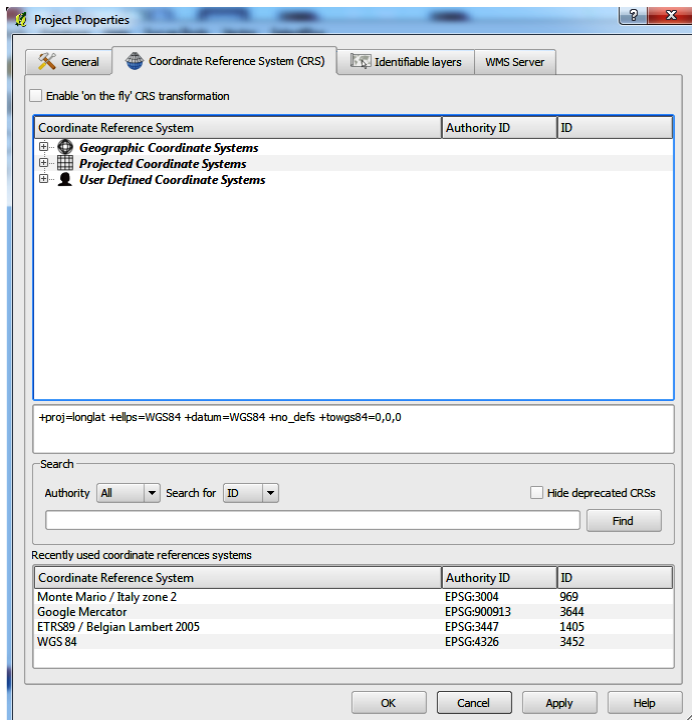 Project Properties
General Coordinate Reference System (CRS) Identifiable layers WMS Server
Enable 'on the fly' CRS transformation
Coordinate Reference System Authority ID ID
Geographic Coordinate Systems
Projected Coordinate Systems
User Defined Coordinate Systems
+proj=longlat +ellps=WGS84 +datum=WGS84 +no_defs +towgs84=0,0,0
Search
Authority All Search for ID Hide deprecated CRSs
Find
Recently used coordinate references systems
Coordinate Reference System Authority ID ID
Monte Mario / Italy zone 2 EPSG:3004 969
Google Mercator EPSG:900913 3644
ETRS89 / Belgian Lambert 2005 EPSG:3447 1405
WGS 84 EPSG:4326 3452
OK Cancel Apply Help